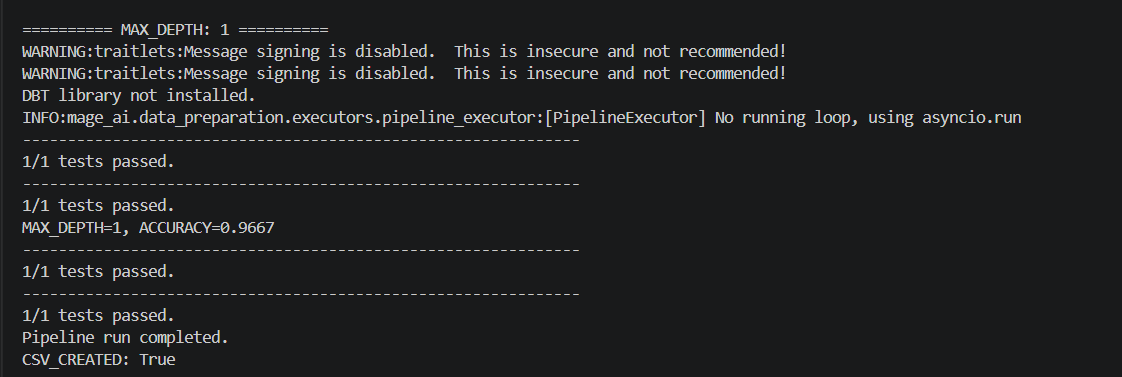 ========== MAX_DEPTH: 1 ==========
WARNING:traitlets:Message signing is disabled.  This is insecure and not recommended!
WARNING:traitlets:Message signing is disabled.  This is insecure and not recommended!
DBT library not installed.
INFO:mage_ai.data_preparation.executors.pipeline_executor:[PipelineExecutor] No running loop, using asyncio.run
--------------------------------------------------------------
1/1 tests passed.
--------------------------------------------------------------
1/1 tests passed.
MAX_DEPTH=1, ACCURACY=0.9667
--------------------------------------------------------------
1/1 tests passed.
--------------------------------------------------------------
1/1 tests passed.
Pipeline run completed.
CSV_CREATED: True